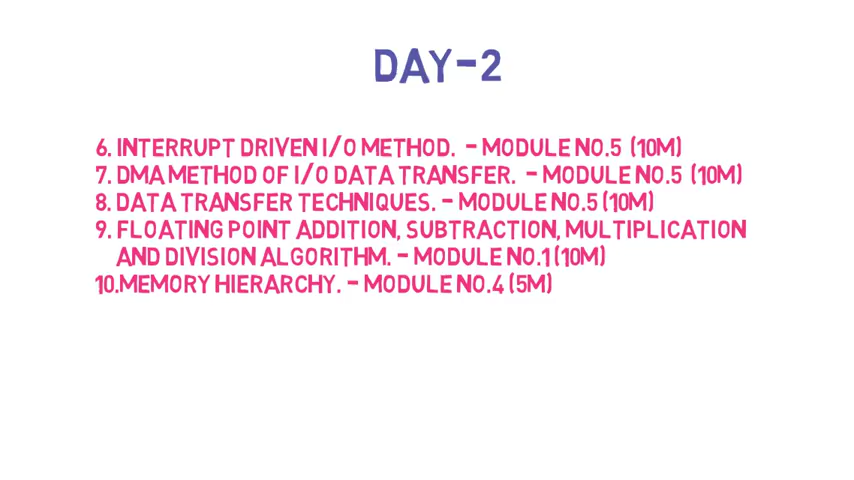 DAY-2
6. INTERRUPT DRIVEN I/O METHOD. - MODULE NO.5 (10M)
7. DMA METHOD OF I/O DATA TRANSFER. - MODULE NO.5 (10M)
8. DATA TRANSFER TECHNIQUES. - MODULE NO.5 (10M)
9. FLOATING POINT ADDITION, SUBTRACTION, MULTIPLICATION
AND DIVISION ALGORITHM. - MODULE NO.1 (10M)
10.MEMORY HIERARCHY. - MODULE NO.4 (5M)